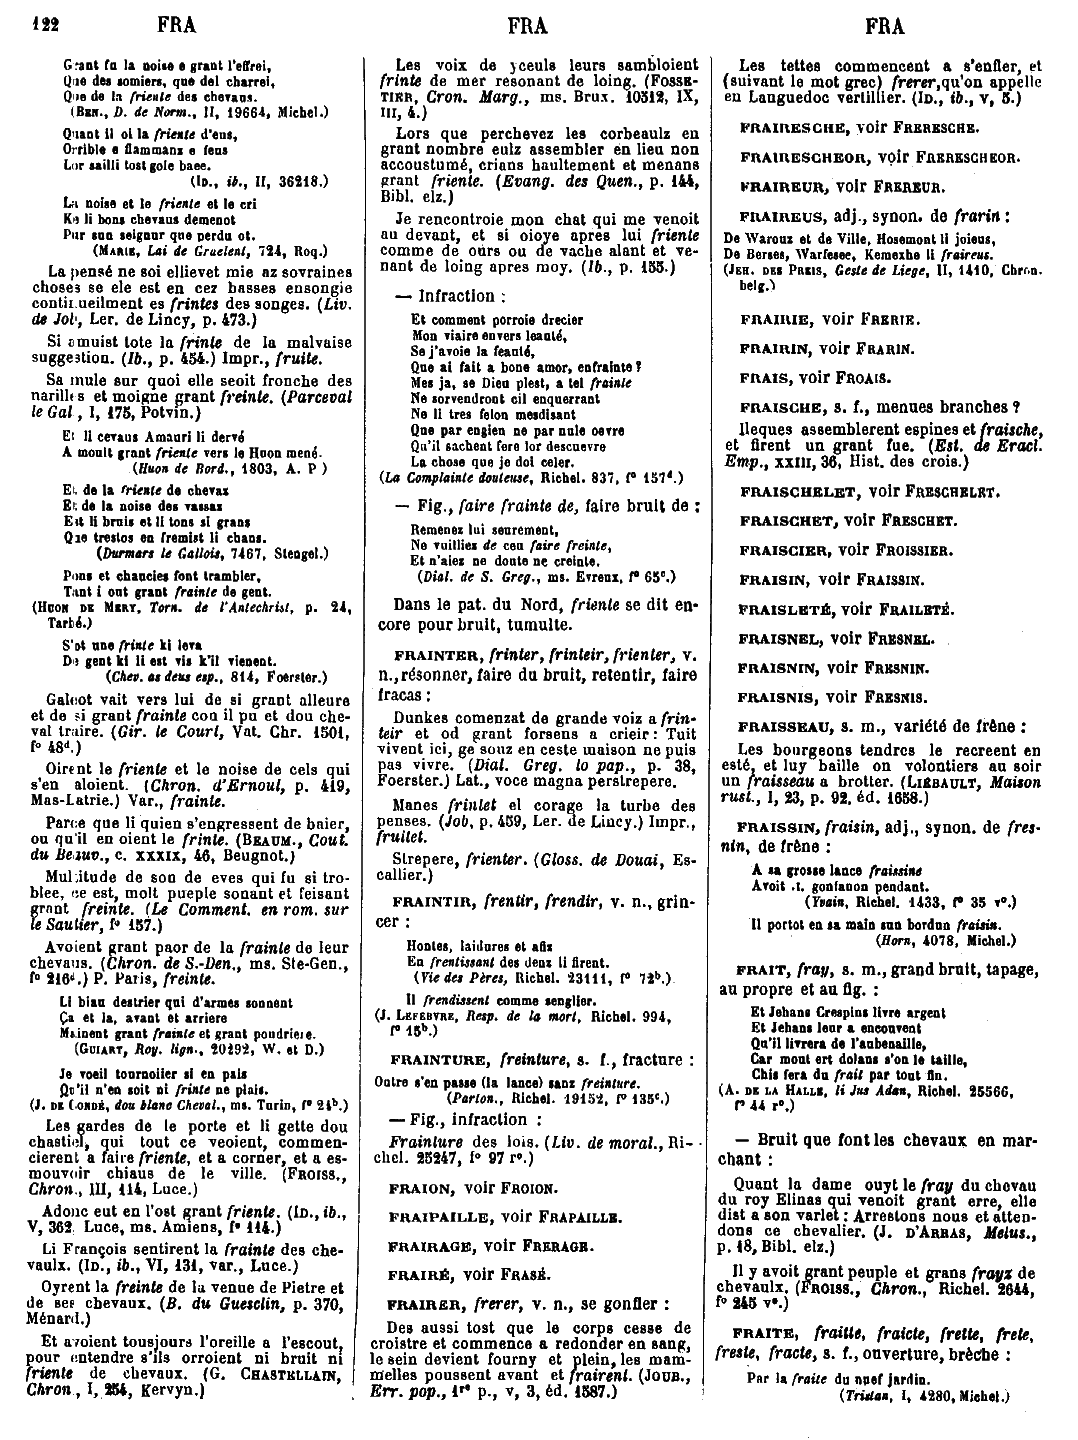 122 FRA FRA FRA
Grant fu la noise e grant l'effrei,
Que des somiers, que del charrei,
Que de la friente des chevaus.
(BEN., D. de Norm., II, 19664, Michel.)
Quant il oi la friente d'eus,
Orrible e flammanz e feus
Lor sailli tost gole baee.
(ID., ib., II, 36218.)
La noise et le friente et le cri
Ke li bons chevaus demenot
Pur sun seignur que perdu ot.
(MARIE, Lai de Gruelent, 724, Roq.)
La pensé ne soi ellievet mie az sovraines
choses se ele est en cez basses ensongie
contirueilment es frintes des songes. (Liv.
de Job, Ler. de Lincy, p. 473.)
Si amuist tote la frinte de la malvaise
suggestion. (Ib., p. 454.) Impr., fruite.
Sa mule sur quoi elle seoit fronche des
narilles et moigne grant freinte. (Parceval
le Gal, I, 175, Potvin.)
Et li cevaus Amauri li dervé
A moult grant friente vers le Huon mené.
(Huon de Bord., 1803, A. P )
Et de la friente de chevaz
Et de la noise des vassax
Est li bruis et li tons si grans
Que trestos en fremist li chans.
(Durmars le Gallois, 7467, Stengel.)
Pons et chaucies font trambler,
Tant i out grant frainte de gent.
(HUON DE MERY, Torn. de l'Antechrist, p. 24,
Tarbé.)
S'ot une frinte ki leva
De gent ki li est vis k'il vienent.
(Chev. as deus esp., 814, Foerster.)
Galeot vait vers lui de si grant alleure
et de si grant frainte con il pu et dou che-
val traire. (Gir. le Court, Vat. Chr. 1501,
f° 48d.)
Oirent le friente et le noise de cels qui
s'en aloient. (Chron. d'Ernoul, p. 419,
Mas-Latrie.) Var., frainte.
Parce que li quien s'engressent de baier,
ou qu'il en oient le frinte. (BEAUM., Cout.
du Beauv., c. XXXIX, 46, Beugnot.)
Multitude de son de eves qui fu si tro-
blee, ce est, molt pueple sonant et feisant
grant freinte. (Le Comment. en rom. sur
le Sautier, f° 157.)
Avoient grant paor de la frainte de leur
chevaus. (Chron. de S.-Den., ms. Ste-Gen.,
f° 216d.) P. Paris, freinte.
Li biau destrier qui d'armes sonnent
Ça et la, avant et arriere
Mainent grant frainte et grant poudriere.
(GUIART, Roy. lign., 20292, W. et D.)
Je voeil tournoiier si en pais
Qu'il n'en soit ni frinte ne plais.
(J. DE CONDÉ, dou blanc Cheval., ms. Turin, f° 24b.)
Les gardes de le porte et li gette dou
chastiel, qui tout ce veoient, commen-
cierent a faire friente, et a corner, et a es-
mouvoir chiaus de le ville. (FROISS.,
Chron., III, 114, Luce.)
Adonc eut en l'ost grant friente. (ID., ib.,
V, 362, Luce, ms. Amiens, f° 114.)
Li François sentirent la frainte des che-
vaulx. (ID., ib., VI, 131, var., Luce.)
Oyrent la freinte de la venue de Pietre et
de ses chevaux. (B. du Guesclin, p. 370,
Ménard.)
Et avoient tousjours l'oreille a l'escout,
pour entendre s'ils orroient ni bruit ni
friente de chevaux. (G. CHASTELLAIN,
Chron., I, 254, Kervyn.)
Les voix de yceuls leurs sambloient
frinte de mer resonant de loing. (FOSSE-
TIER, Cron. Marg., ms. Brux. 10512, IX,
III, 4.)
Lors que perchevez les corbeaulz en
grant nombre eulz assembler en lieu non
accoustumé, crians haultement et menans
grant friente. (Evang. des Quen., p. 144,
Bibl. elz.)
Je rencontroie mon chat qui me venoit
au devant, et si oioye apres lui friente
comme de ours ou de vache alant et ve-
nant de loing apres moy. (Ib., p. 155.)
— Infraction :
Et comment porroie drecier
Mon viaire envers leauté,
Se j'avoie la feauté,
Que ai fait a bone amor, enfrainte ?
Mes ja, se Dieu plest, a tel frainte
Ne sorvendront cil enquerrant
Ne li tres felon mesdisant
Que par engien ne par nule oevre
Qu'il sachent fere lor descuevre
La chose que je doi celer.
(La Complainte douteuse, Richel. 837, f° 157d.)
— Fig., faire frainte de, faire bruit de :
Remenez lui seurement,
Ne vuilliez de ceu faire freinte,
Et n'aiez ne doute ne creinte.
(Dial. de S. Greg., ms. Evreux, f° 65c.)
Dans le pat. du Nord, friente se dit en-
core pour bruit, tumulte.
FRAINTER, frinter, frinteir, frienter, v.
n., résonner, faire du bruit, retentir, faire
fracas :
Dunkes comenzat de grande voiz a frin-
teir et od grant forsens a crieir : Tuit
vivent ici, ge souz en ceste maison ne puis
pas vivre. (Dial. Greg. lo pap., p. 38,
Foerster.) Lat., voce magna perstrepere.
Manes frintet el corage la turbe des
penses. (Job, p. 459, Ler. de Lincy.) Impr.,
fruitet.
Strepere, frienter. (Gloss. de Douai, Es-
callier.)
FRAINTIR, frentir, frendir, v. n., grin-
cer :
Hontes, laidures et afiz
En frentissant des denz li firent.
(Vie des Pères, Richel. 23111, f° 72b.)
Il frendissent comme senglier.
(J. LEFEBVRE, Resp. de la mort, Richel. 994,
f° 15b.)
FRAINTURE, freinture, s. f., fracture :
Outre s'en passe (la lance) sanz freinture.
(Parton., Richel. 19152, f° 135c.)
— Fig., infraction :
Frainture des lois. (Liv. de moral., Ri-
chel. 25247, f° 97 r°.)
FRAION, voir FROION.
FRAIPAILLE, voir FRAPAILLE.
FRAIRAGE, voir FRERAGE.
FRAIRÉ, voir FRASÉ.
FRAIRER, frerer, v. n., se gonfler :
Des aussi tost que le corps cesse de
croistre et commence a redonder en sang,
le sein devient fourny et plein, les mam-
melles poussent avant et frairent. (JOUB.,
Err. pop., 1re p., v, 3, éd. 1587.)
Les tettes commencent a s'enfler, et
(suivant le mot grec) frerer, qu'on appelle
en Languedoc vertillier. (ID., ib., v, 5.)
FRAIRESCHE, voir FRERESCHE.
FRAIRESCHEOR, voir FRERESCHEOR.
FRAIREUR, voir FREREUR.
FRAIREUS, adj., synon. de frarin :
De Waroux et de Ville, Hosemont li joieus,
De Berses, Warfesee, Kemexhe li fraireus.
(JEH. DES PREIS, Geste de Liege, II, 1410, Chron.
belg.)
FRAIRIE, voir FRERIE.
FRAIRIN, voir FRARIN.
FRAIS, voir FROAIS.
FRAISCHE, s. f., menues branches ?
Ileques assemblerent espines et fraische,
et firent un grant fue. (Est. de Eracl.
Emp., XXIII, 36, Hist. des crois.)
FRAISCHELET, voir FRESCHELET.
FRAISCHET, voir FRESCHET.
FRAISCIER, voir FROISSIER.
FRAISIN, voir FRAISSIN.
FRAISLETÉ, voir FRAILETÉ.
FRAISNEL, voir FRESNEL.
FRAISNIN, voir FRESNIN.
FRAISNIS, voir FRESNIS.
FRAISSEAU, s. m., variété de frêne :
Les bourgeons tendres le recreent en
esté, et luy baille on volontiers au soir
un fraisseau a brotter. (LIÉBAULT, Maison
rust., I, 23, p. 92, éd. 1658.)
FRAISSIN, fraisin, adj., synon. de fres-
nin, de frêne :
A sa grosse lance fraissine
Avoit .I. gonfanon pendant.
(Yvain, Richel. 1433, f° 35 v°.)
Il portot en sa main sun bordun fraisin.
(Horn, 4078, Michel.)
FRAIT, fray, s. m., grand bruit, tapage,
au propre et au fig. :
Et Jehans Crespins livre argent
Et Jehans leur a encouvent
Qu'il livrera de l'aubenaille,
Car mout ert dolans s'on le taille,
Chis fera du frait par tout fin.
(A. DE LA HALLE, li Jus Adan, Richel. 25566,
f° 44 r°.)
— Bruit que font les chevaux en mar-
chant :
Quant la dame ouyt le fray du chevau
du roy Elinas qui venoit grant erre, elle
dist a son varlet : Arrestons nous et atten-
dons ce chevalier. (J. D'ARRAS, Melus.,
p. 18, Bibl. elz.)
Il y avoit grant peuple et grans frayz de
chevaulx. (FROISS., Chron., Richel. 2644,
f° 245 v°.)
FRAITE, fraitte, fraicte, frette, frete,
freste, fracte, s. f., ouverture, brèche :
Par la fraite du nuef jardin.
(Tristan, I, 4280, Michel.)